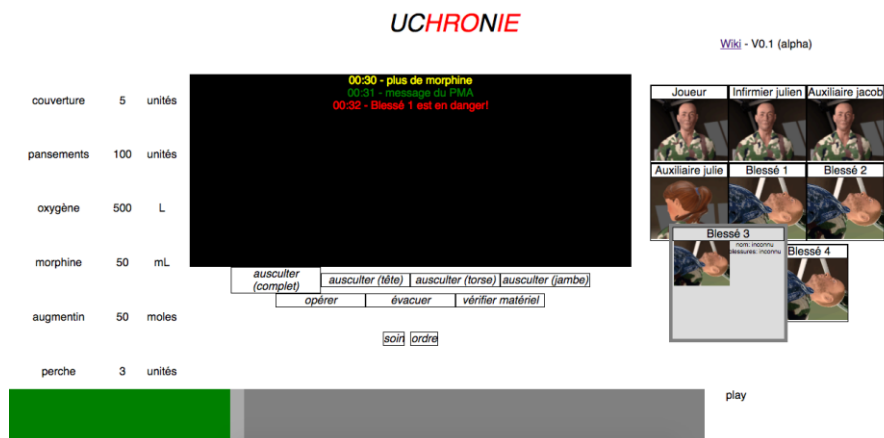 UCHRONIE
Wiki - V0.1 (alpha)
couverture 5 unités
pansements 100 unités
oxygène 500 L
morphine 50 mL
augmentin 50 moles
perche 3 unités
00:30 - plus de morphine
00:31 - message du PMA
00:32 - Blessé 1 est en danger!
ausculter
(complet)
ausculter (tête)
ausculter (torse)
ausculter (jambe)
opérer
évacuer
vérifier matériel
soin
ordre
Joueur
Infirmier julien
Auxiliaire jacob
Auxiliaire julie
Blessé 1
Blessé 2
Blessé 3
nom: inconnu
blessures: inconnu
Blessé 4
play